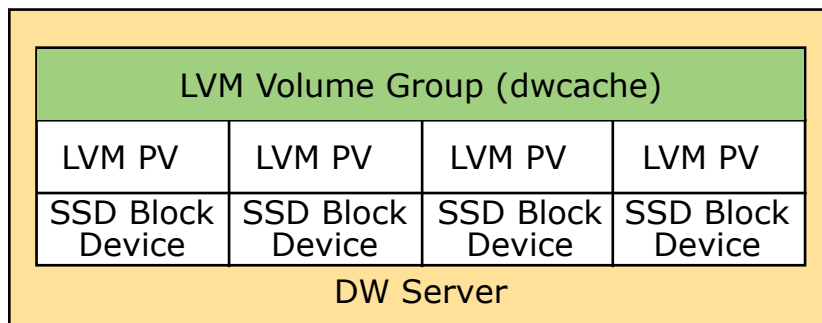 LVM Volume Group (dwcache)
LVM PV LVM PV LVM PV LVM PV
SSD Block SSD Block SSD Block SSD Block
Device Device Device Device
DW Server